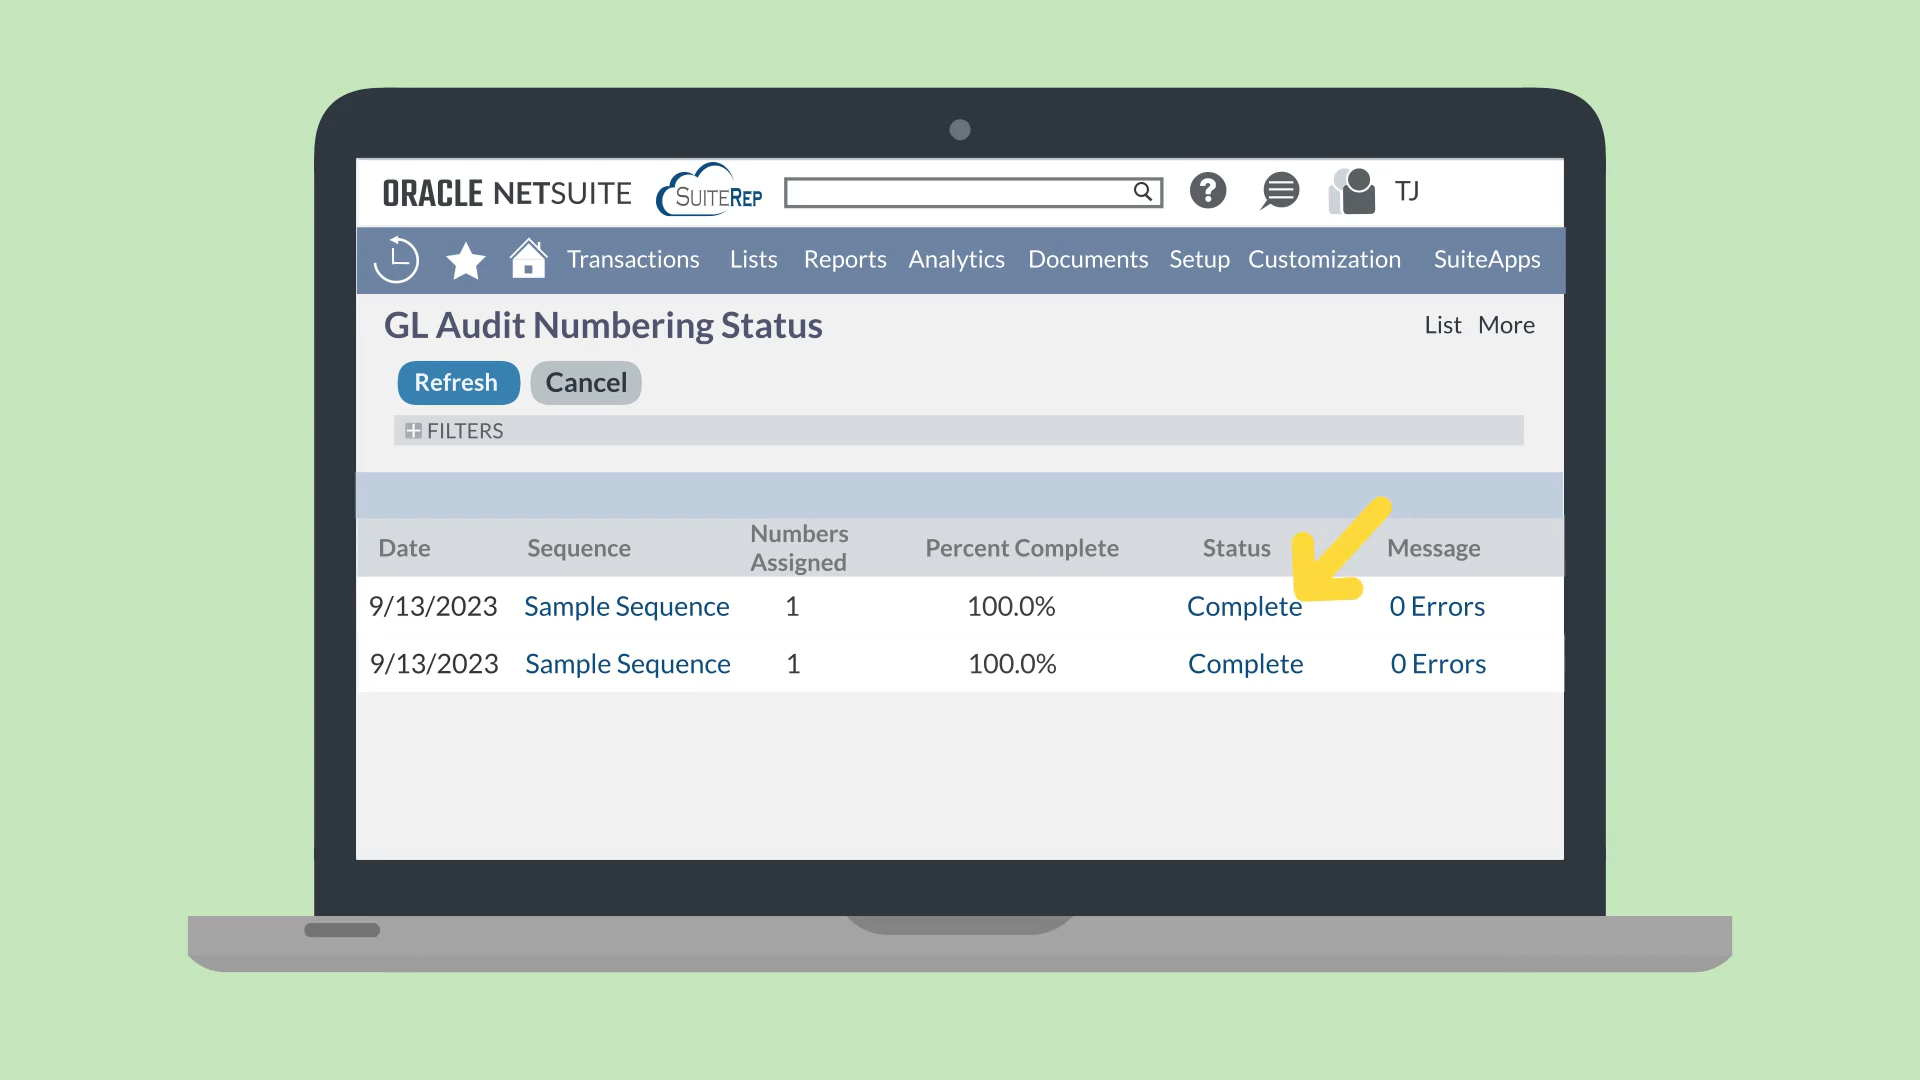 ORACLE NETSUITE SUITEREP ? TJ
Transactions Lists Reports Analytics Documents Setup Customization SuiteApps
GL Audit Numbering Status List More
Refresh Cancel
FILTERS
Date Sequence Numbers Assigned Percent Complete Status Message
9/13/2023 Sample Sequence 1 100.0% Complete 0 Errors
9/13/2023 Sample Sequence 1 100.0% Complete 0 Errors